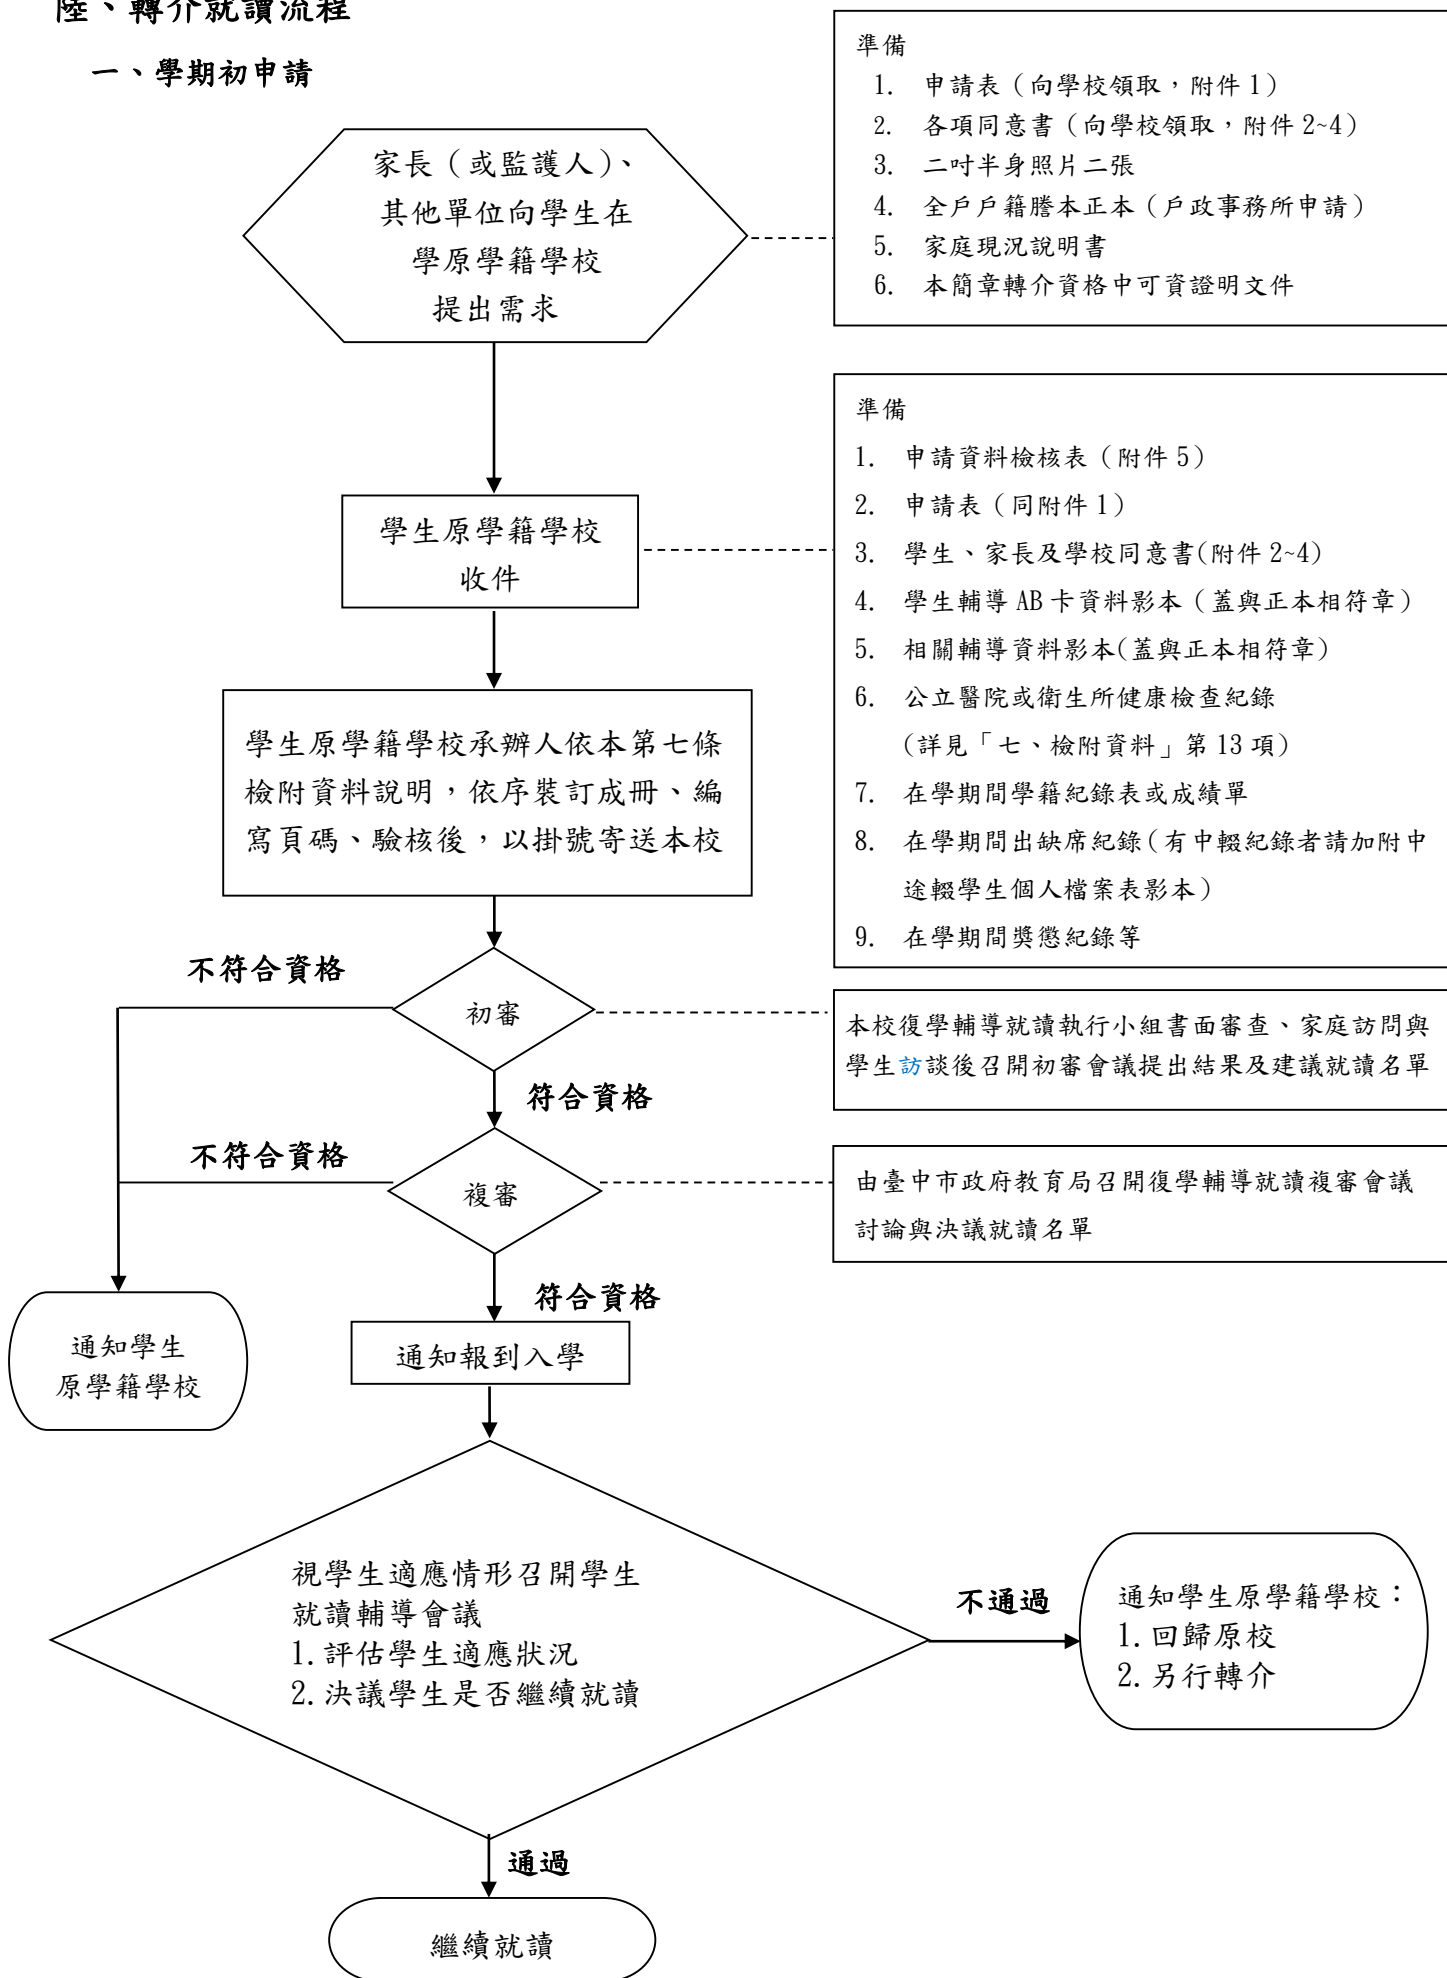 陸、轉介就讀流程
一、學期初申請
準備
1. 申請表（向學校領取，附件 1）
2. 各項同意書（向學校領取，附件 2~4）
3. 二吋半身照片二張
4. 全戶戶籍謄本正本（戶政事務所申請）
5. 家庭現況說明書
6. 本簡章轉介資格中可資證明文件
家長（或監護人）、
其他單位向學生在
學原學籍學校
提出需求
準備
1. 申請資料檢核表（附件 5）
2. 申請表（同附件 1）
3. 學生、家長及學校同意書(附件 2~4)
4. 學生輔導 AB 卡資料影本（蓋與正本相符章）
5. 相關輔導資料影本(蓋與正本相符章)
6. 公立醫院或衛生所健康檢查紀錄
(詳見「七、檢附資料」第 13 項)
7. 在學期間學籍紀錄表或成績單
8. 在學期間出缺席紀錄(有中輟紀錄者請加附中
途輟學生個人檔案表影本)
9. 在學期間獎懲紀錄等
學生原學籍學校
收件
學生原學籍學校承辦人依本第七條
檢附資料說明，依序裝訂成冊、編
寫頁碼、驗核後，以掛號寄送本校
不符合資格
初審
本校復學輔導就讀執行小組書面審查、家庭訪問與
學生訪談後召開初審會議提出結果及建議就讀名單
符合資格
不符合資格
複審
由臺中市政府教育局召開復學輔導就讀複審會議
討論與決議就讀名單
符合資格
通知學生
原學籍學校
通知報到入學
視學生適應情形召開學生
就讀輔導會議
1. 評估學生適應狀況
2. 決議學生是否繼續就讀
不通過
通知學生原學籍學校：
1. 回歸原校
2. 另行轉介
通過
繼續就讀